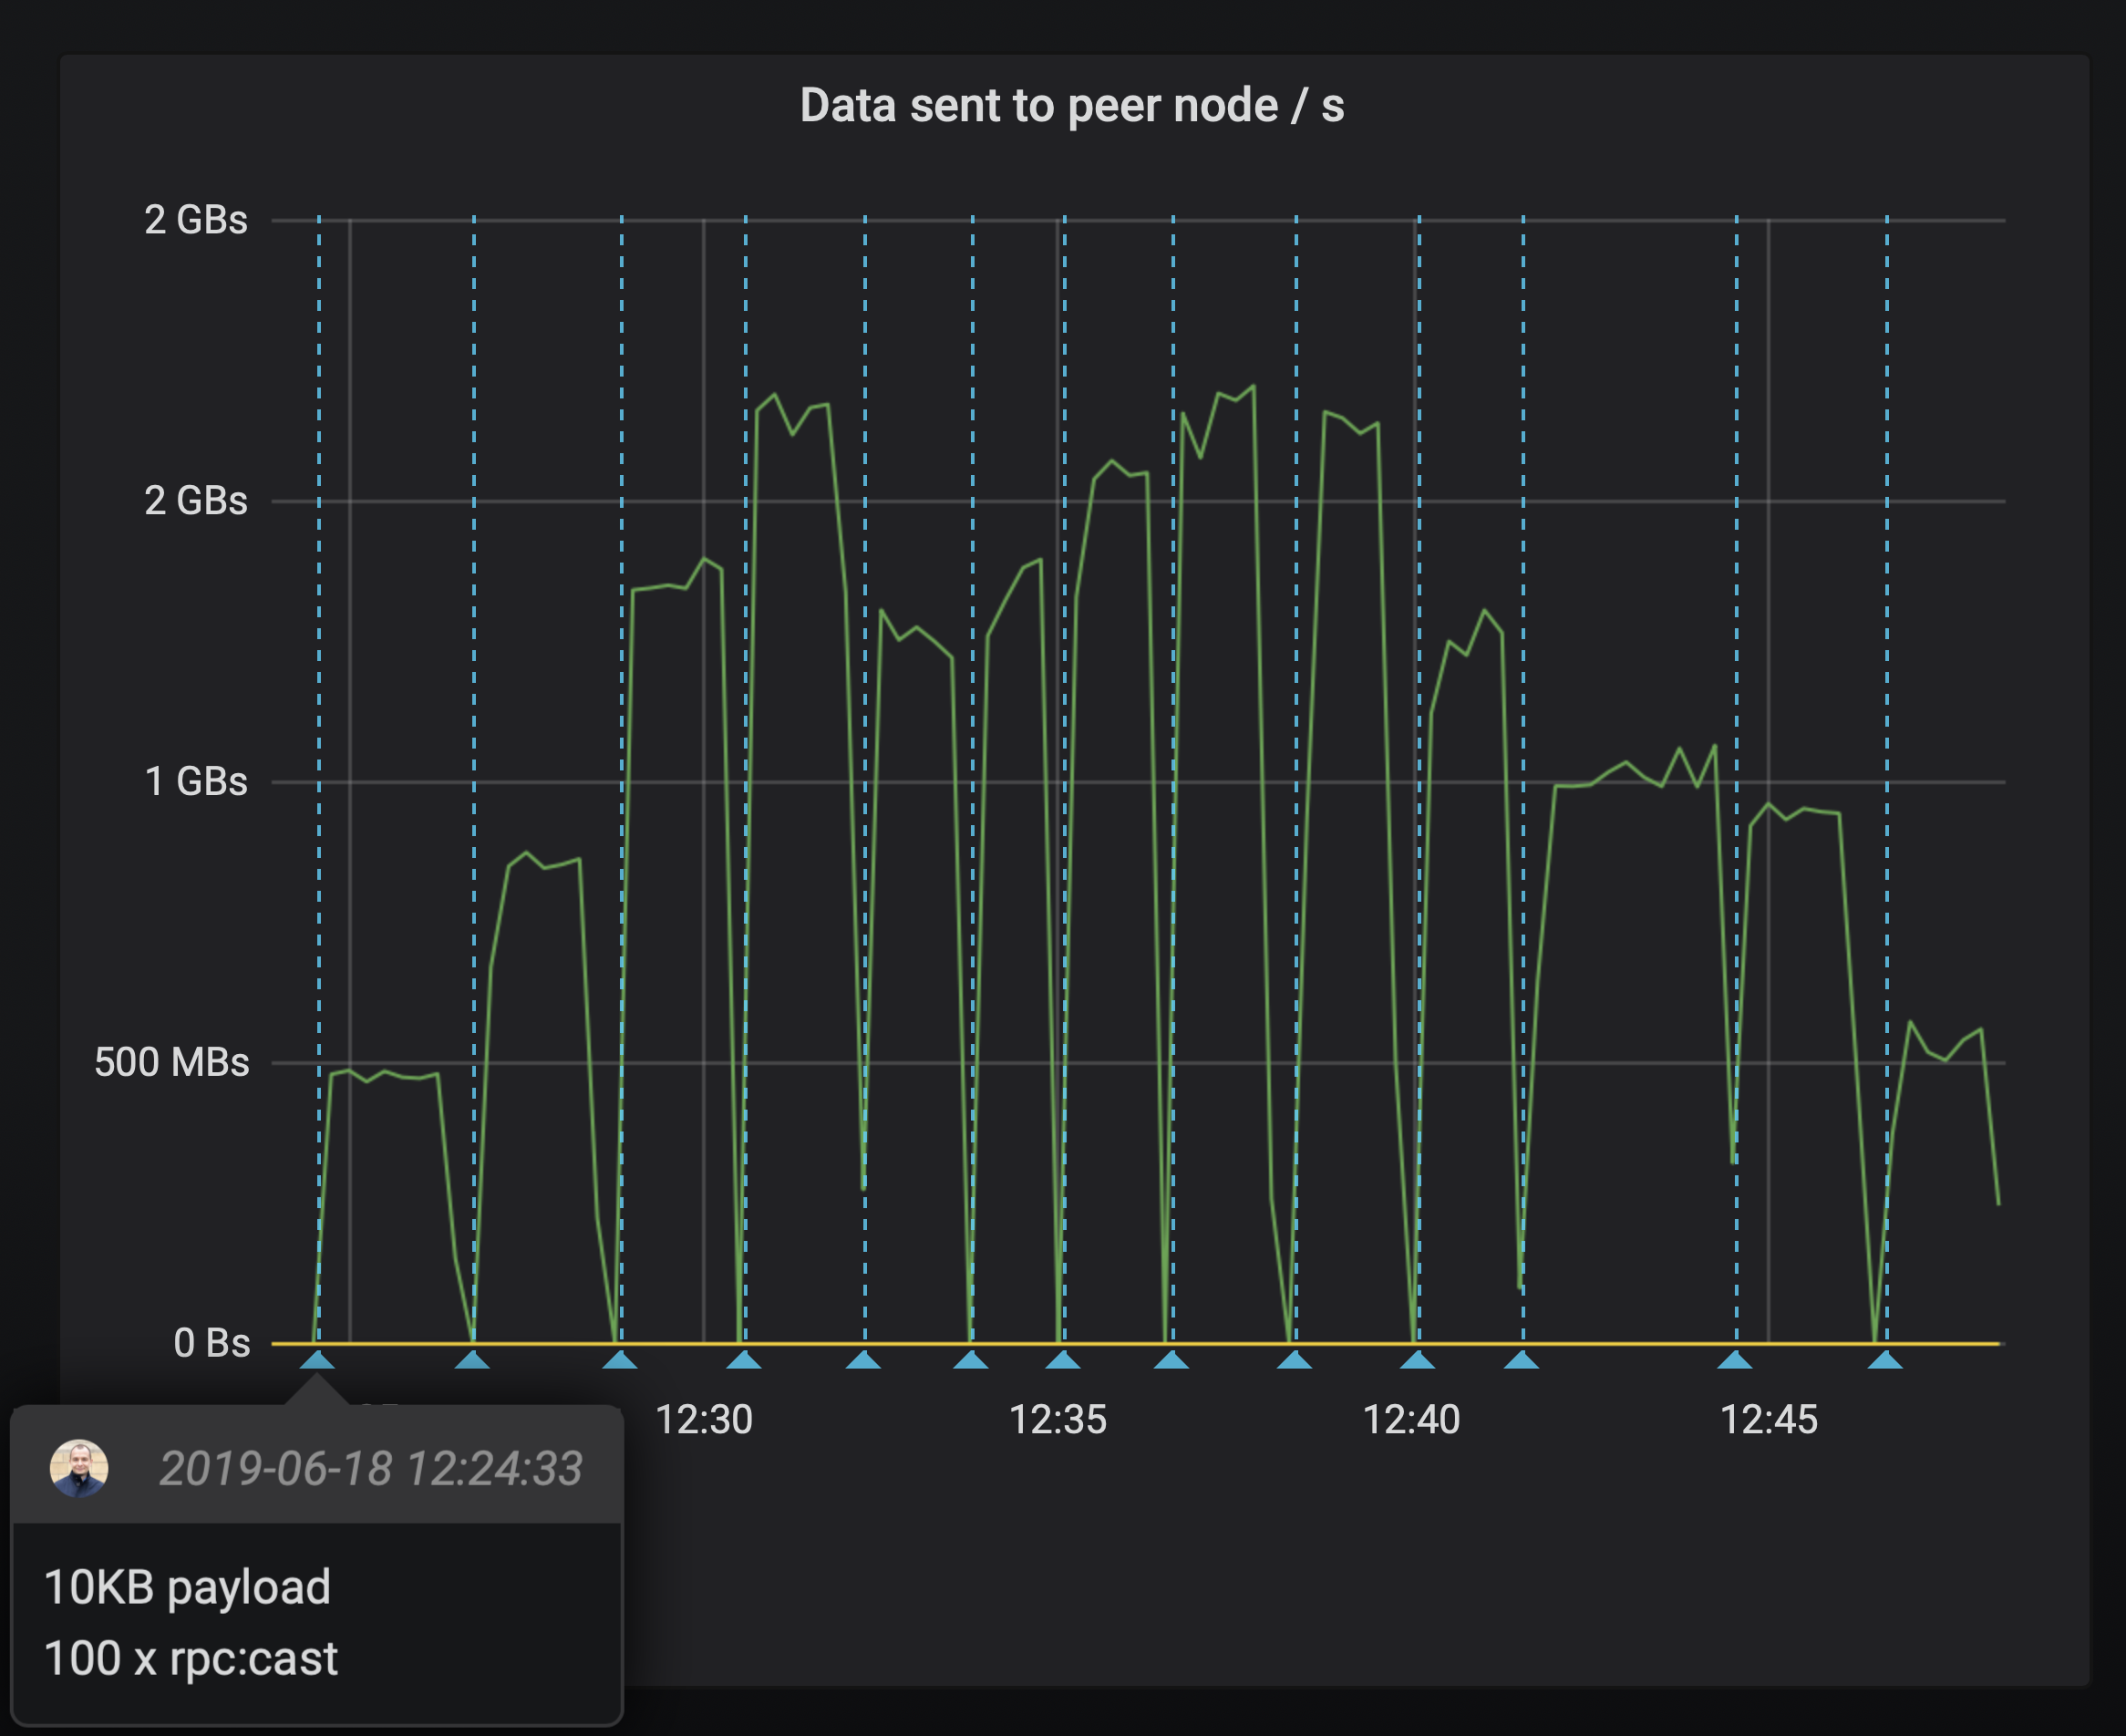 Data sent to peer node / s
2 GBs
2 GBs
1 GBs
500 MBs
0 Bs
12:30
12:35
12:40
12:45
2019-06-18 12:24:33
10KB payload
100 x rpc:cast